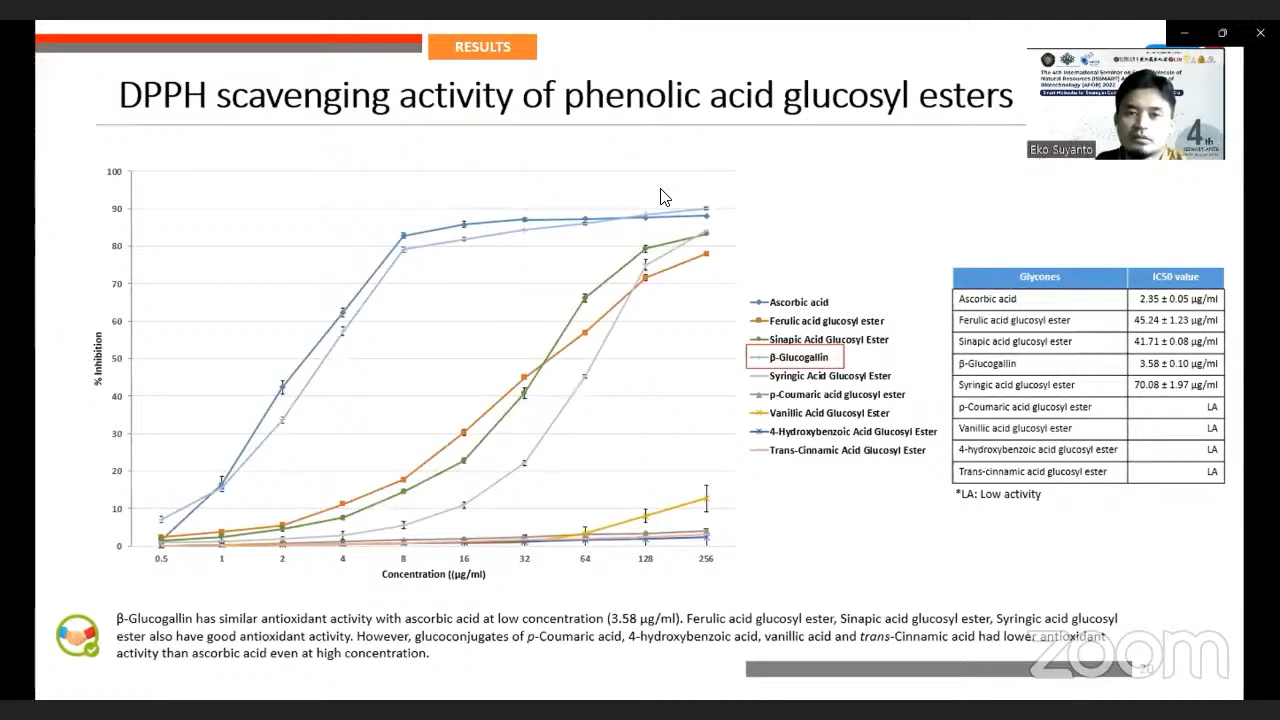 RESULTS
DPPH scavenging activity of phenolic acid glucosyl esters
The 4th International Seminar on
Natural Resources (ISSMART)
Eko Suyanto
4th
100
90
80
70
60
50
40
30
20
10
0
% Inhibition
0.5 1 2 4 8 16 32 64 128 256
Concentration ((µg/ml)
Ascorbic acid
Ferulic acid glucosyl ester
Sinapic Acid Glucosyl Ester
β-Glucogallin
Syringic Acid Glucosyl Ester
p-Coumaric acid glucosyl ester
Vanillic Acid Glucosyl Ester
4-Hydroxybenzoic Acid Glucosyl Ester
Trans-Cinnamic Acid Glucosyl Ester
Glycones IC50 value
Ascorbic acid 2.35 ± 0.05 µg/ml
Ferulic acid glucosyl ester 45.24 ± 1.23 µg/ml
Sinapic acid glucosyl ester 41.71 ± 0.08 µg/ml
β-Glucogallin 3.58 ± 0.10 µg/ml
Syringic acid glucosyl ester 70.08 ± 1.97 µg/ml
p-Coumaric acid glucosyl ester LA
Vanillic acid glucosyl ester LA
4-hydroxybenzoic acid glucosyl ester LA
Trans-cinnamic acid glucosyl ester LA
*LA: Low activity
β-Glucogallin has similar antioxidant activity with ascorbic acid at low concentration (3.58 µg/ml). Ferulic acid glucosyl ester, Sinapic acid glucosyl ester, Syringic acid glucosyl
ester also have good antioxidant activity. However, glucoconjugates of p-Coumaric acid, 4-hydroxybenzoic acid, vanillic acid and trans-Cinnamic acid had lower antioxidant
activity than ascorbic acid even at high concentration.
zoom
20